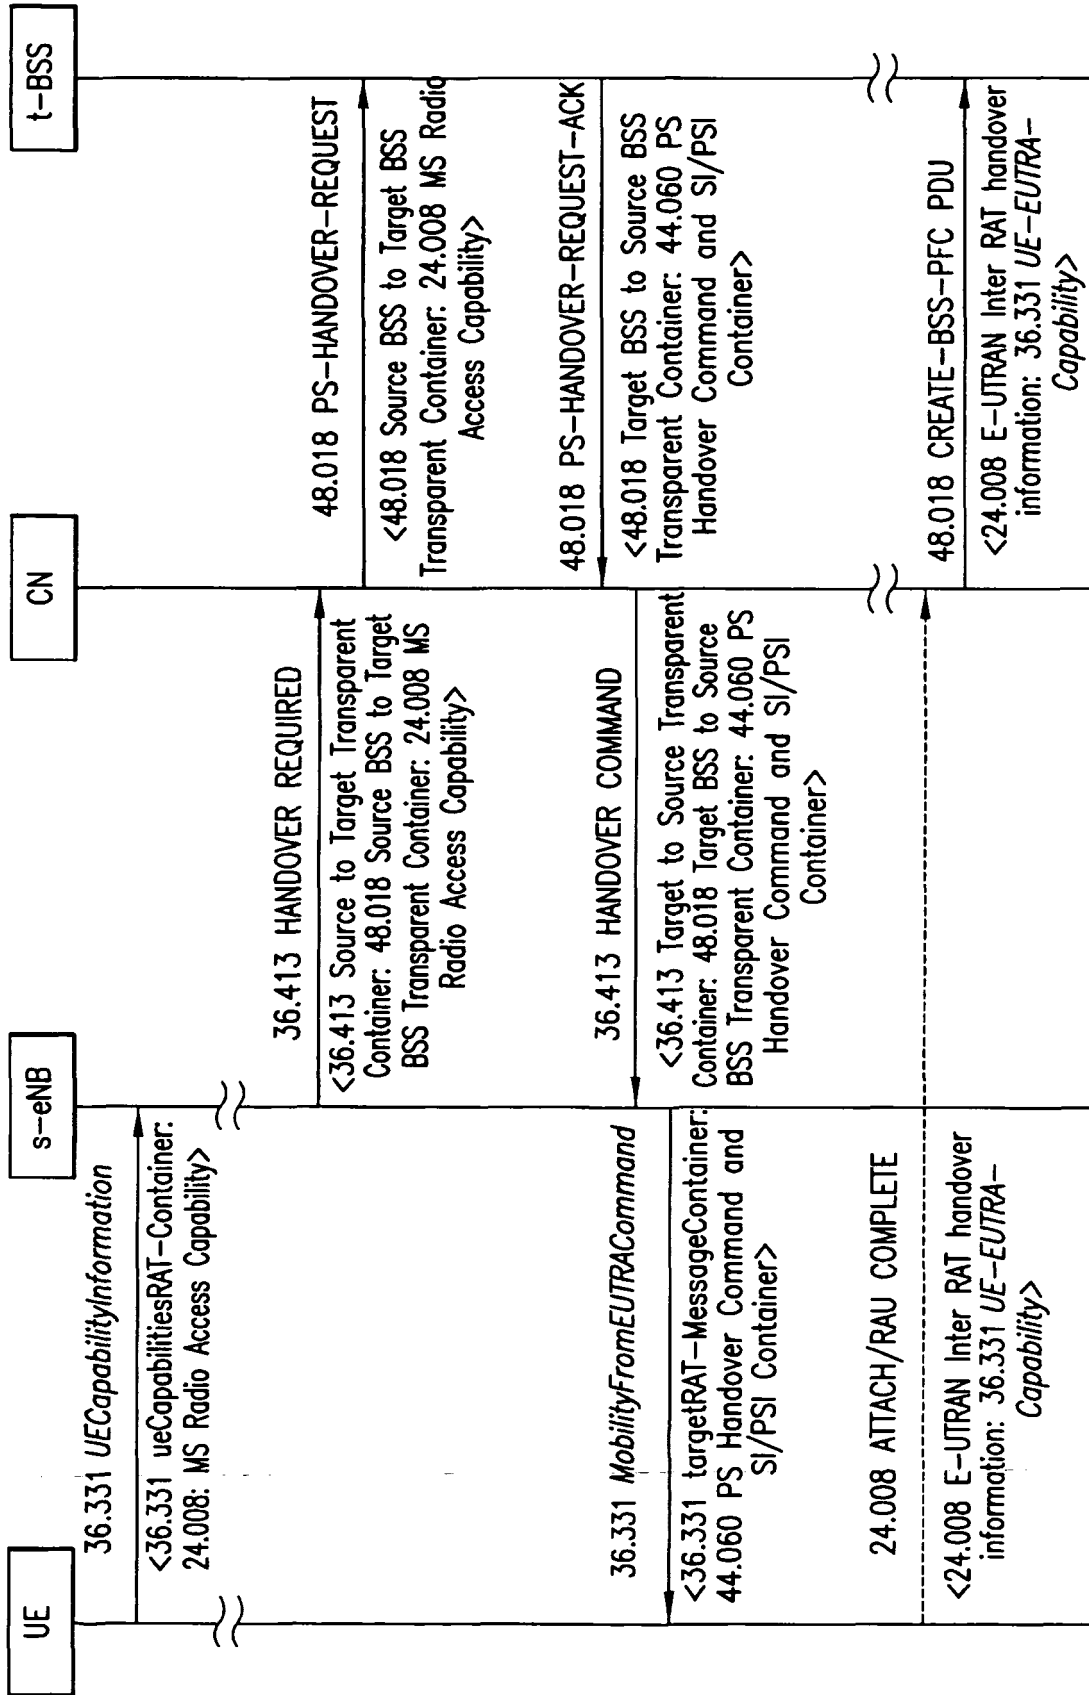 UE
s-eNB
CN
t-BSS
36.331 UECapabilityInformation
<36.331 ueCapabilitiesRAT-Container:
24.008: MS Radio Access Capability>
36.413 HANDOVER REQUIRED
<36.413 Source to Target Transparent
Container: 48.018 Source BSS to Target
BSS Transparent Container: 24.008 MS
Radio Access Capability>
48.018 PS-HANDOVER-REQUEST
<48.018 Source BSS to Target BSS
Transparent Container: 24.008 MS Radio
Access Capability>
48.018 PS-HANDOVER-REQUEST-ACK
<48.018 Target BSS to Source BSS
Transparent Container: 44.060 PS
Handover Command and SI/PSI
Container>
36.413 HANDOVER COMMAND
<36.413 Target to Source Transparent
Container: 48.018 Target BSS to Source
BSS Transparent Container: 44.060 PS
Handover Command and SI/PSI
Container>
36.331 MobilityFromEUTRACommand
<36.331 targetRAT-MessageContainer:
44.060 PS Handover Command and
SI/PSI Container>
24.008 ATTACH/RAU COMPLETE
<24.008 E-UTRAN Inter RAT handover
information: 36.331 UE-EUTRA-
Capability>
48.018 CREATE-BSS-PFC PDU
<24.008 E-UTRAN Inter RAT handover
information: 36.331 UE-EUTRA-
Capability>